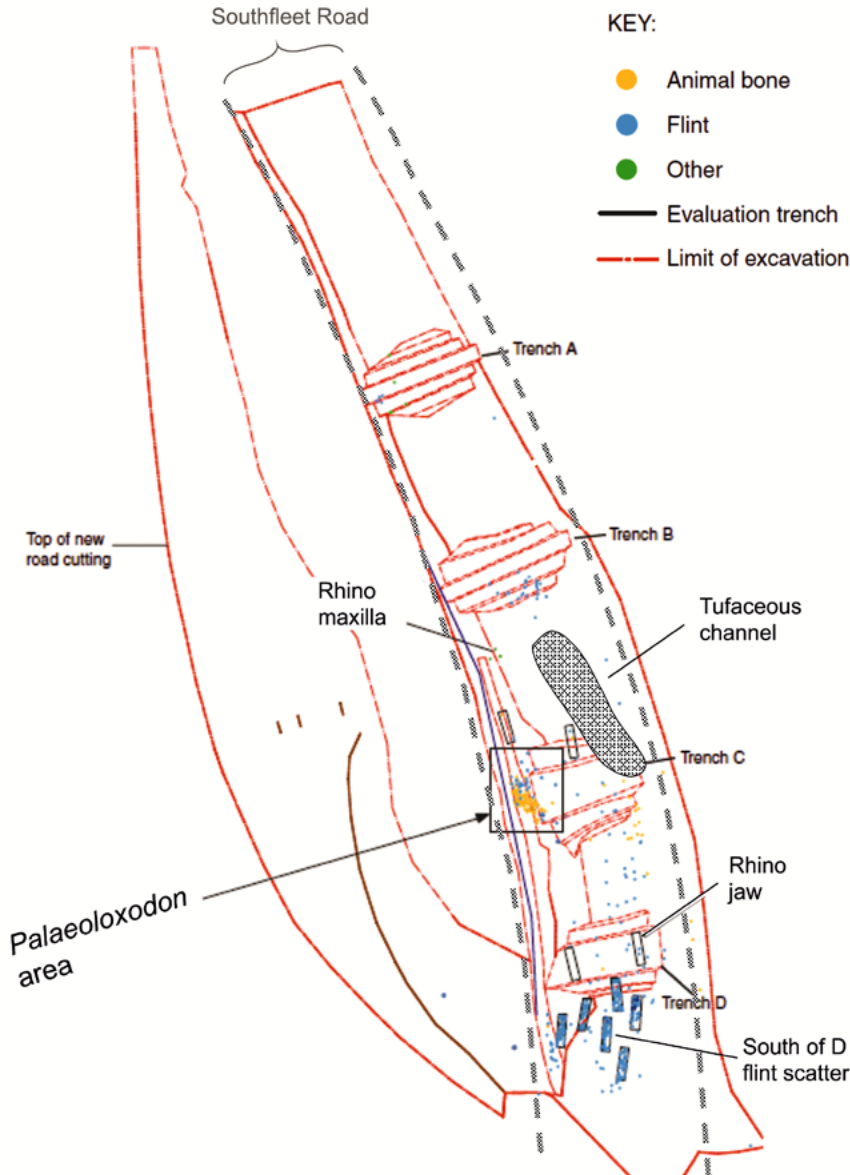 Southfleet Road
KEY:
Animal bone
Flint
Other
Evaluation trench
Limit of excavation
Trench A
Trench B
Top of new
road cutting
Rhino
maxilla
Tufaceous
channel
Trench C
Rhino
jaw
Palaeoloxodon
area
Trench D
South of D
flint scatter